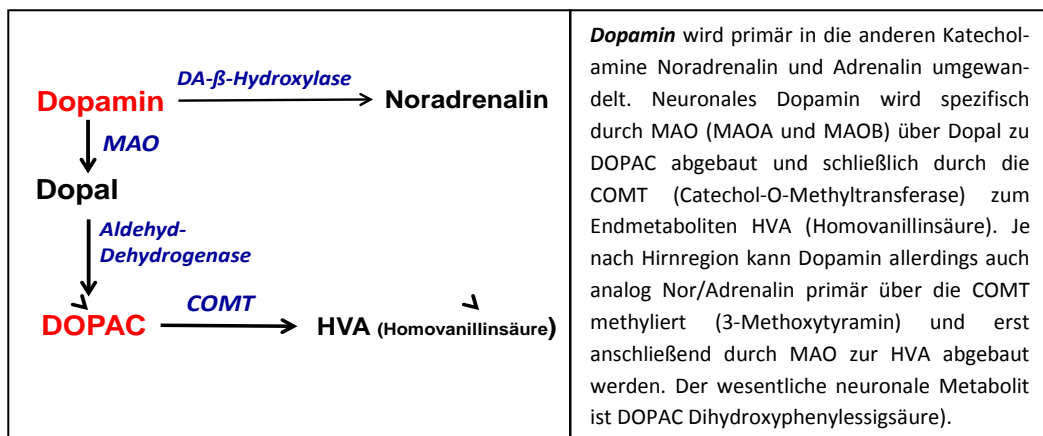 DA-ß-Hydroxylase
Dopamin
Noradrenalin
MAO
Dopal
Aldehyd-
Dehydrogenase
COMT
DOPAC
HVA (Homovanillinsäure)
Dopamin wird primär in die anderen Katechol-
amine Noradrenalin und Adrenalin umgewan-
delt. Neuronales Dopamin wird spezifisch
durch MAO (MAOA und MAOB) über Dopal zu
DOPAC abgebaut und schließlich durch die
COMT (Catechol-O-Methyltransferase) zum
Endmetaboliten HVA (Homovanillinsäure). Je
nach Hirnregion kann Dopamin allerdings auch
analog Nor/Adrenalin primär über die COMT
methyliert (3-Methoxytyramin) und erst
anschließend durch MAO zur HVA abgebaut
werden. Der wesentliche neuronale Metabolit
ist DOPAC Dihydroxyphenylessigsäure).